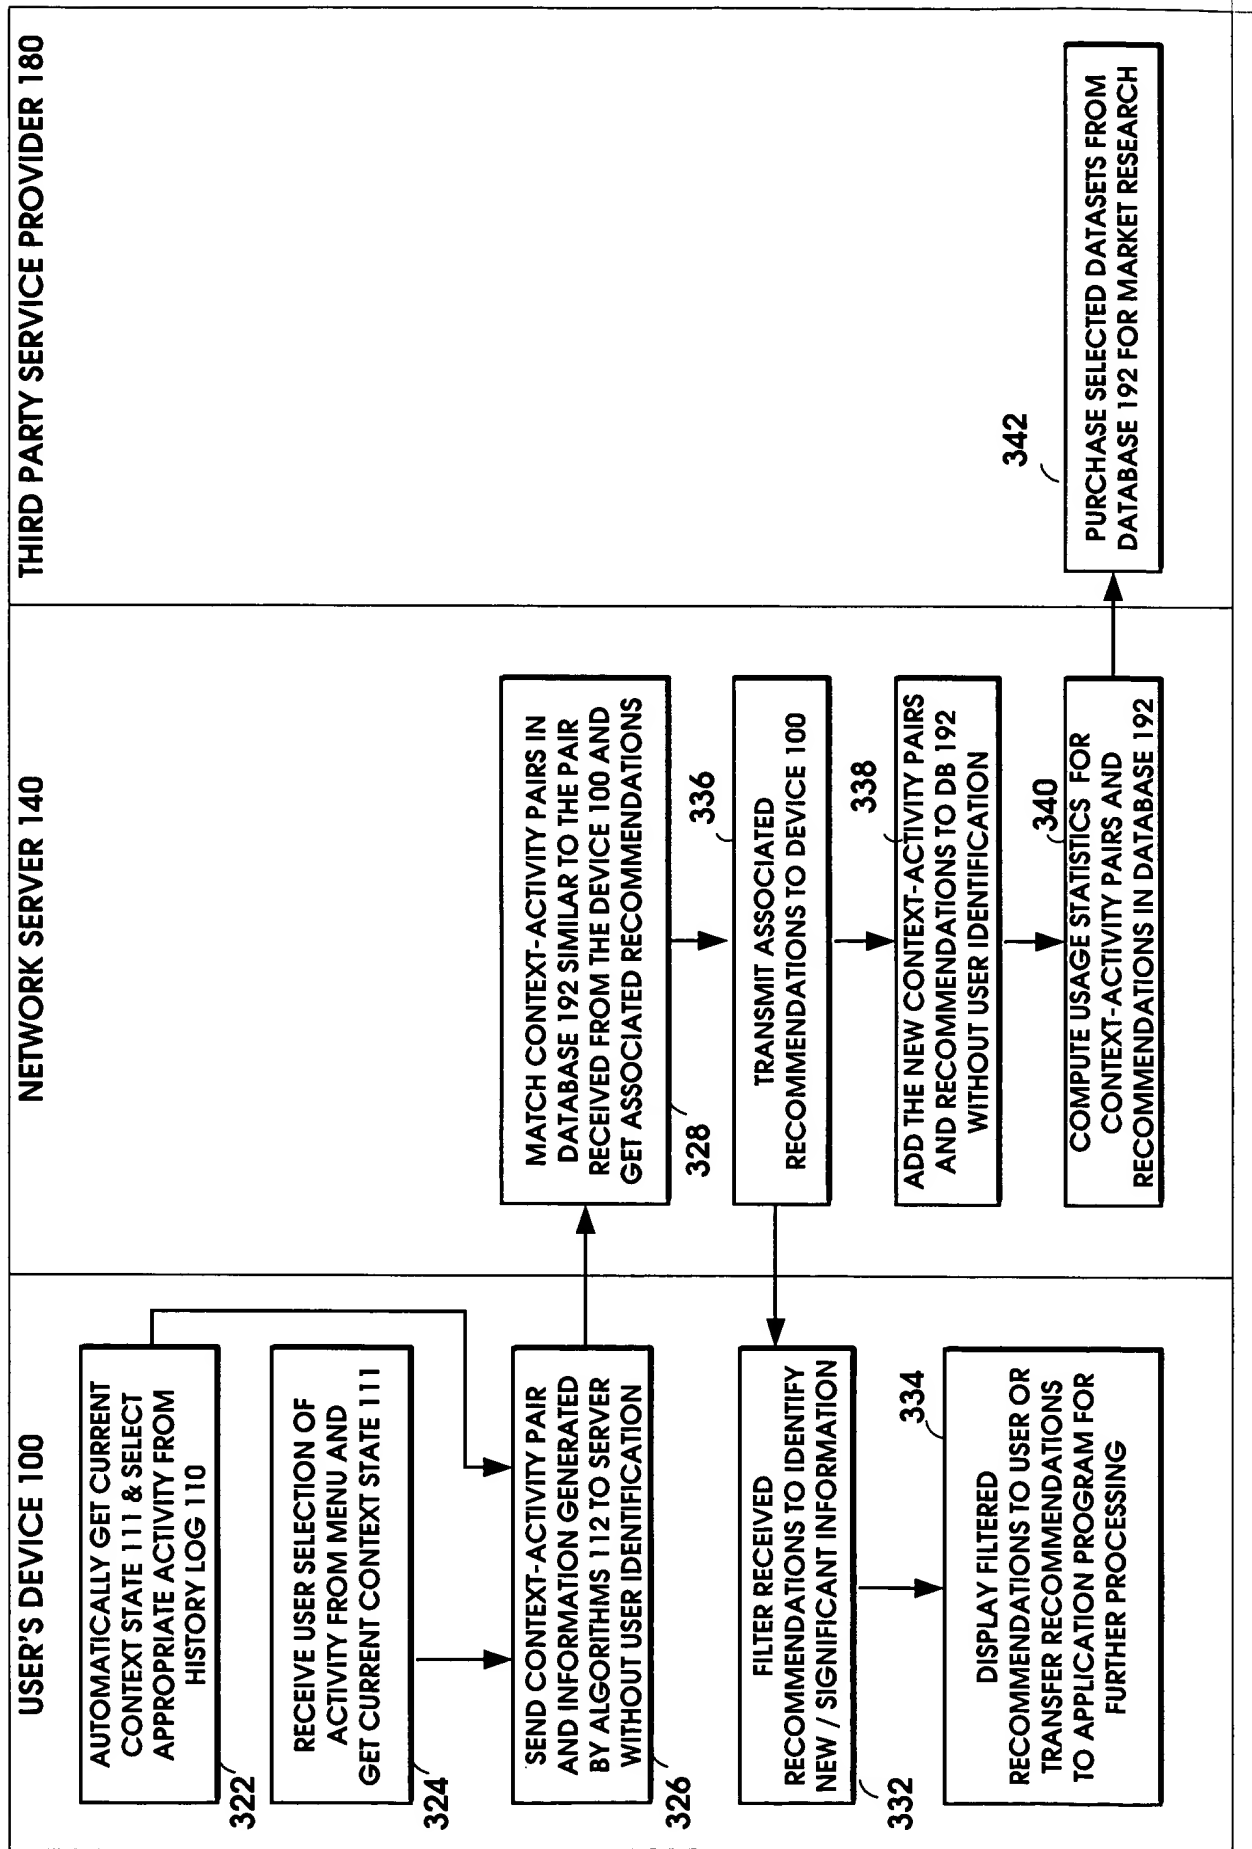 USER'S DEVICE 100
AUTOMATICALLY GET CURRENT
CONTEXT STATE 111 & SELECT
APPROPRIATE ACTIVITY FROM
HISTORY LOG 110
322
RECEIVE USER SELECTION OF
ACTIVITY FROM MENU AND
GET CURRENT CONTEXT STATE 111
324
SEND CONTEXT-ACTIVITY PAIR
AND INFORMATION GENERATED
BY ALGORITHMS 112 TO SERVER
WITHOUT USER IDENTIFICATION
326
FILTER RECEIVED
RECOMMENDATIONS TO IDENTIFY
NEW / SIGNIFICANT INFORMATION
332
334
DISPLAY FILTERED
RECOMMENDATIONS TO USER OR
TRANSFER RECOMMENDATIONS
TO APPLICATION PROGRAM FOR
FURTHER PROCESSING
NETWORK SERVER 140
MATCH CONTEXT-ACTIVITY PAIRS IN
DATABASE 192 SIMILAR TO THE PAIR
RECEIVED FROM THE DEVICE 100 AND
GET ASSOCIATED RECOMMENDATIONS
328
336
TRANSMIT ASSOCIATED
RECOMMENDATIONS TO DEVICE 100
338
ADD THE NEW CONTEXT-ACTIVITY PAIRS
AND RECOMMENDATIONS TO DB 192
WITHOUT USER IDENTIFICATION
340
COMPUTE USAGE STATISTICS FOR
CONTEXT-ACTIVITY PAIRS AND
RECOMMENDATIONS IN DATABASE 192
THIRD PARTY SERVICE PROVIDER 180
342
PURCHASE SELECTED DATASETS FROM
DATABASE 192 FOR MARKET RESEARCH